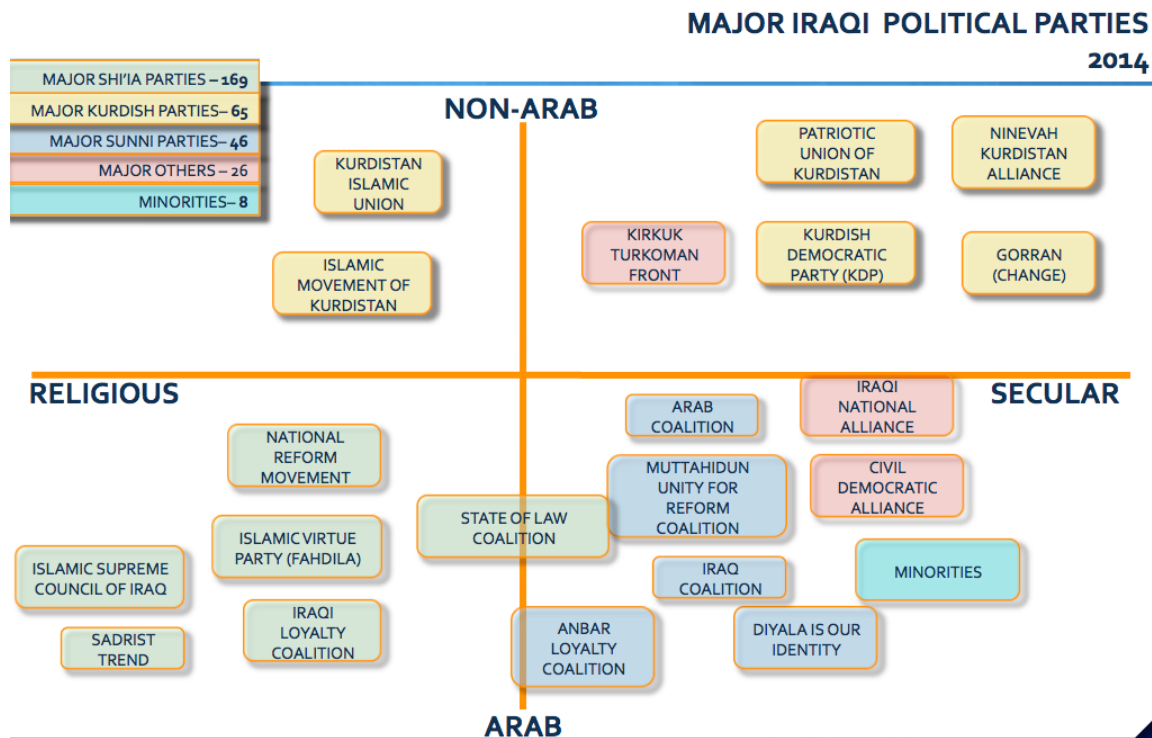 MAJOR IRAQI POLITICAL PARTIES
2014
MAJOR SHI'IA PARTIES – 169
MAJOR KURDISH PARTIES– 65
MAJOR SUNNI PARTIES– 46
MAJOR OTHERS – 26
MINORITIES– 8
NON-ARAB
KURDISTAN
ISLAMIC
UNION
PATRIOTIC
UNION OF
KURDISTAN
NINEVAH
KURDISTAN
ALLIANCE
ISLAMIC
MOVEMENT OF
KURDISTAN
KIRKUK
TURKOMAN
FRONT
KURDISH
DEMOCRATIC
PARTY (KDP)
GORRAN
(CHANGE)
RELIGIOUS
SECULAR
NATIONAL
REFORM
MOVEMENT
ARAB
COALITION
IRAQI
NATIONAL
ALLIANCE
STATE OF LAW
COALITION
MUTTAHIDUN
UNITY FOR
REFORM
COALITION
CIVIL
DEMOCRATIC
ALLIANCE
ISLAMIC SUPREME
COUNCIL OF IRAQ
ISLAMIC VIRTUE
PARTY (FAHDILA)
IRAQ
COALITION
MINORITIES
SADRIST
TREND
IRAQI
LOYALTY
COALITION
ANBAR
LOYALTY
COALITION
DIYALA IS OUR
IDENTITY
ARAB